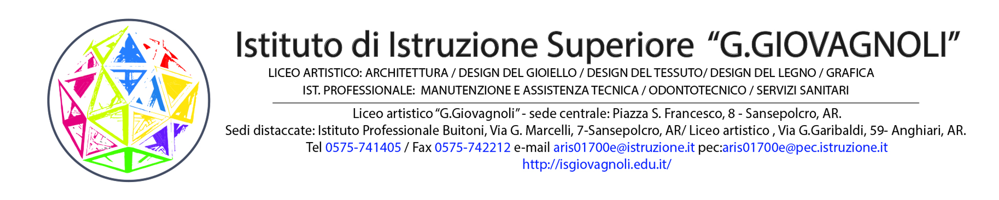 Istituto di Istruzione Superiore “G.GIOVAGNOLI”
LICEO ARTISTICO: ARCHITETTURA / DESIGN DEL GIOIELLO / DESIGN DEL TESSUTO/ DESIGN DEL LEGNO / GRAFICA
IST. PROFESSIONALE: MANUTENZIONE E ASSISTENZA TECNICA / ODONTOTECNICO / SERVIZI SANITARI
Liceo artistico “G.Giovagnoli” - sede centrale: Piazza S. Francesco, 8 - Sansepolcro, AR.
Sedi distaccate: Istituto Professionale Buitoni, Via G. Marcelli, 7-Sansepolcro, AR/ Liceo artistico , Via G.Garibaldi, 59- Anghiari, AR.
Tel 0575-741405 / Fax 0575-742212 e-mail aris01700e@istruzione.it pec:aris01700e@pec.istruzione.it
http://isgiovagnoli.edu.it/